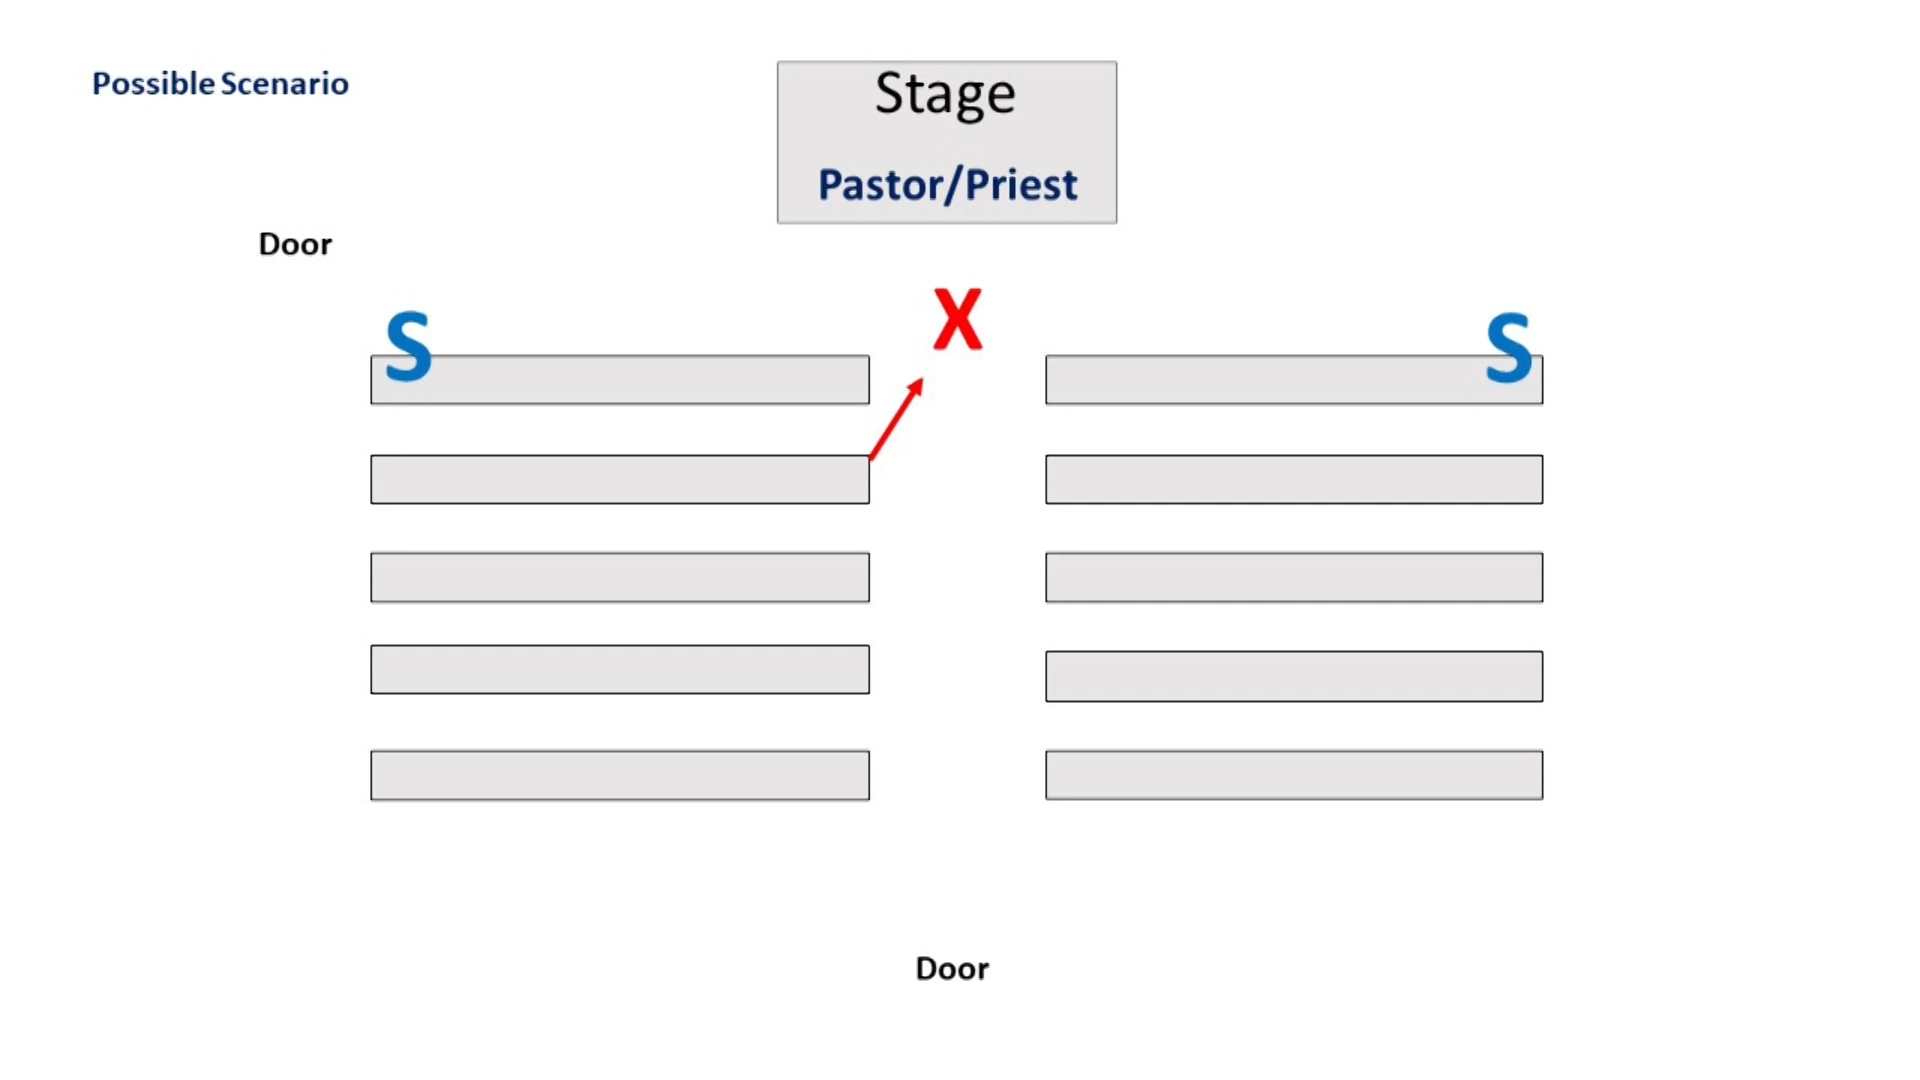 Possible Scenario
Stage
Pastor/Priest
Door
X
S
S
Door